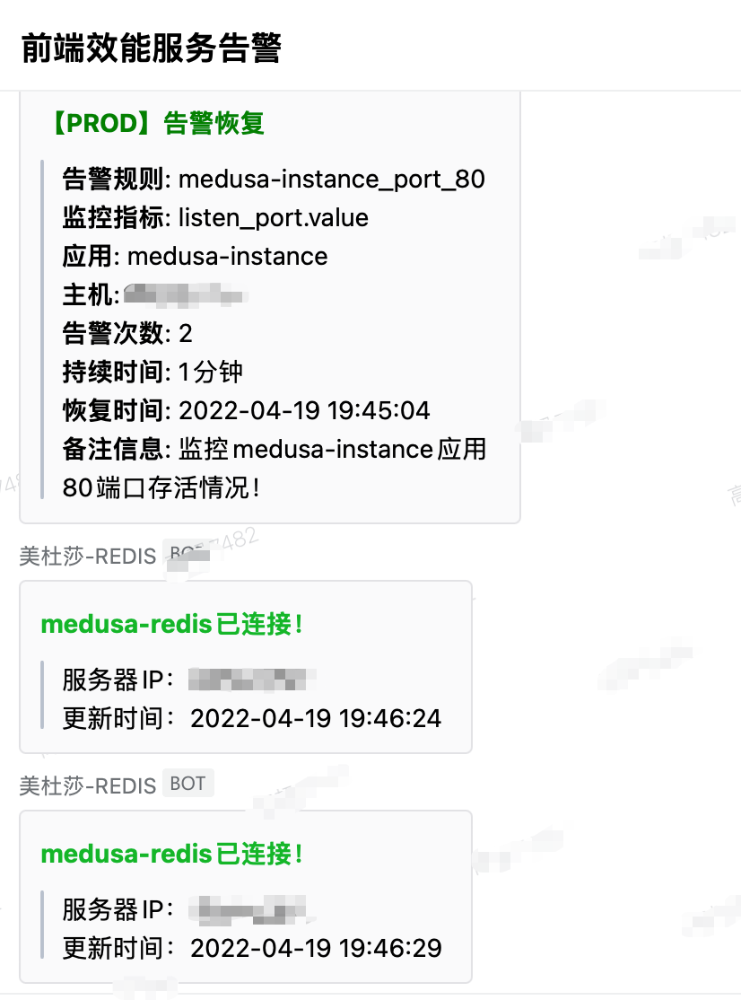 前端效能服务告警
【PROD】告警恢复
告警规则: medusa-instance_port_80
监控指标: listen_port.value
应用: medusa-instance
主机:
告警次数: 2
持续时间: 1分钟
恢复时间: 2022-04-19 19:45:04
备注信息: 监控medusa-instance应用
80端口存活情况！
美杜莎-REDIS BOT
7482
medusa-redis已连接！
服务器IP：
更新时间： 2022-04-19 19:46:24
美杜莎-REDIS BOT
medusa-redis已连接！
服务器IP：
更新时间： 2022-04-19 19:46:29